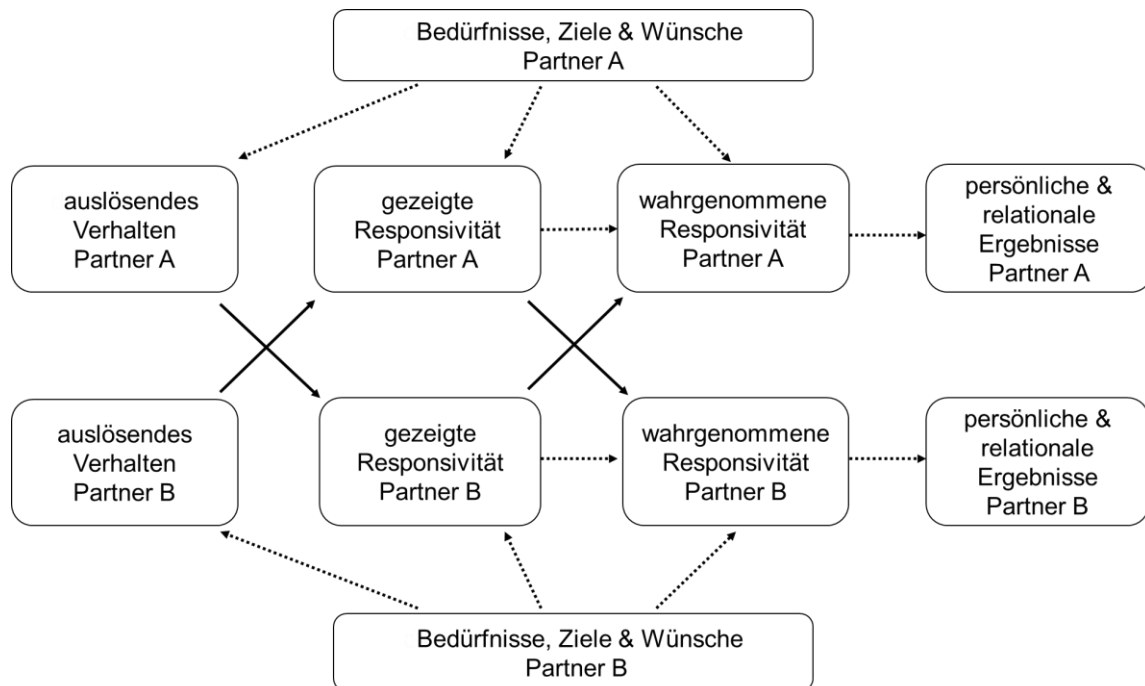 Bedürfnisse, Ziele & Wünsche
Partner A
auslösendes
Verhalten
Partner A
gezeigte
Responsivität
Partner A
wahrgenommene
Responsivität
Partner A
persönliche &
relationale
Ergebnisse
Partner A
auslösendes
Verhalten
Partner B
gezeigte
Responsivität
Partner B
wahrgenommene
Responsivität
Partner B
persönliche &
relationale
Ergebnisse
Partner B
Bedürfnisse, Ziele & Wünsche
Partner B